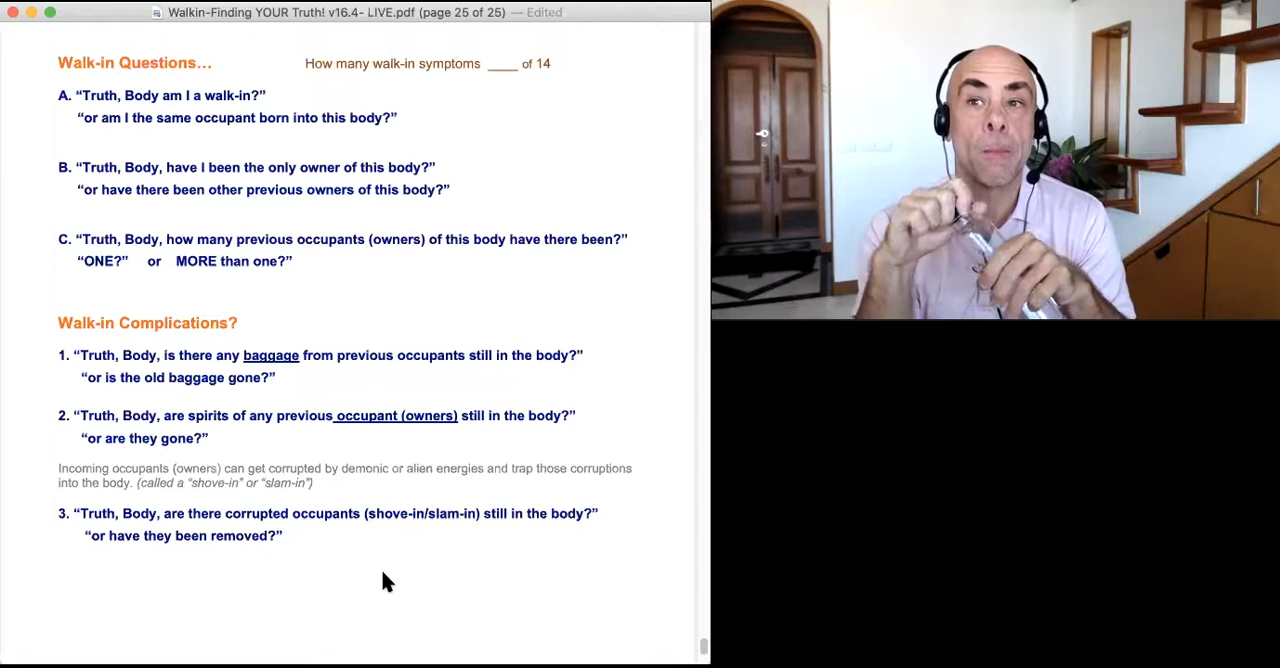 Walkin-Finding YOUR Truth! v16.4- LIVE.pdf (page 25 of 25) — Edited
Walk-in Questions…
How many walk-in symptoms ____ of 14
A. “Truth, Body am I a walk-in?”
“or am I the same occupant born into this body?”
B. “Truth, Body, have I been the only owner of this body?”
“or have there been other previous owners of this body?”
C. “Truth, Body, how many previous occupants (owners) of this body have there been?”
“ONE?” or MORE than one?”
Walk-in Complications?
1. “Truth, Body, is there any baggage from previous occupants still in the body?”
“or is the old baggage gone?”
2. “Truth, Body, are spirits of any previous occupant (owners) still in the body?”
“or are they gone?”
Incoming occupants (owners) can get corrupted by demonic or alien energies and trap those corruptions
into the body. (called a “shove-in” or “slam-in”)
3. “Truth, Body, are there corrupted occupants (shove-in/slam-in) still in the body?”
“or have they been removed?”